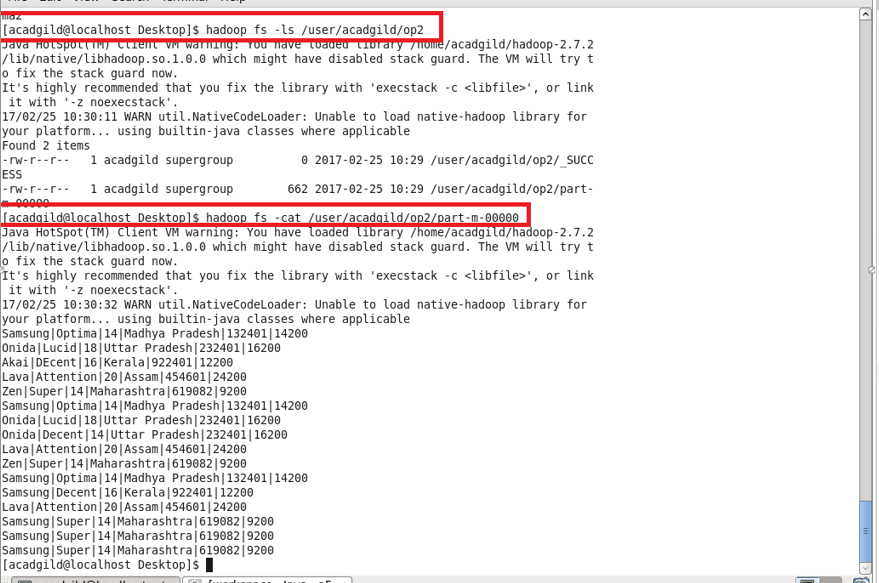 [acadgild@localhost Desktop]$ hadoop fs -ls /user/acadgild/op2
Java HotSpot(TM) Client VM warning: You have loaded library /home/acadgild/hadoop-2.7.2
/lib/native/libhadoop.so.1.0.0 which might have disabled stack guard. The VM will try t
o fix the stack guard now.
It's highly recommended that you fix the library with 'execstack -c <libfile>', or link
 it with '-z noexecstack'.
17/02/25 10:30:11 WARN util.NativeCodeLoader: Unable to load native-hadoop library for
your platform... using builtin-java classes where applicable
Found 2 items
-rw-r--r--   1 acadgild supergroup          0 2017-02-25 10:29 /user/acadgild/op2/_SUCC
ESS
-rw-r--r--   1 acadgild supergroup        662 2017-02-25 10:29 /user/acadgild/op2/part-
m-00000
[acadgild@localhost Desktop]$ hadoop fs -cat /user/acadgild/op2/part-m-00000
Java HotSpot(TM) Client VM warning: You have loaded library /home/acadgild/hadoop-2.7.2
/lib/native/libhadoop.so.1.0.0 which might have disabled stack guard. The VM will try t
o fix the stack guard now.
It's highly recommended that you fix the library with 'execstack -c <libfile>', or link
 it with '-z noexecstack'.
17/02/25 10:30:32 WARN util.NativeCodeLoader: Unable to load native-hadoop library for
your platform... using builtin-java classes where applicable
Samsung|Optima|14|Madhya Pradesh|132401|14200
Onida|Lucid|18|Uttar Pradesh|232401|16200
Akai|DEcent|16|Kerala|922401|12200
Lava|Attention|20|Assam|454601|24200
Zen|Super|14|Maharashtra|619082|9200
Samsung|Optima|14|Madhya Pradesh|132401|14200
Onida|Lucid|18|Uttar Pradesh|232401|16200
Onida|Decent|14|Uttar Pradesh|232401|16200
Lava|Attention|20|Assam|454601|24200
Zen|Super|14|Maharashtra|619082|9200
Samsung|Optima|14|Madhya Pradesh|132401|14200
Samsung|Decent|16|Kerala|922401|12200
Lava|Attention|20|Assam|454601|24200
Samsung|Super|14|Maharashtra|619082|9200
Samsung|Super|14|Maharashtra|619082|9200
Samsung|Super|14|Maharashtra|619082|9200
[acadgild@localhost Desktop]$